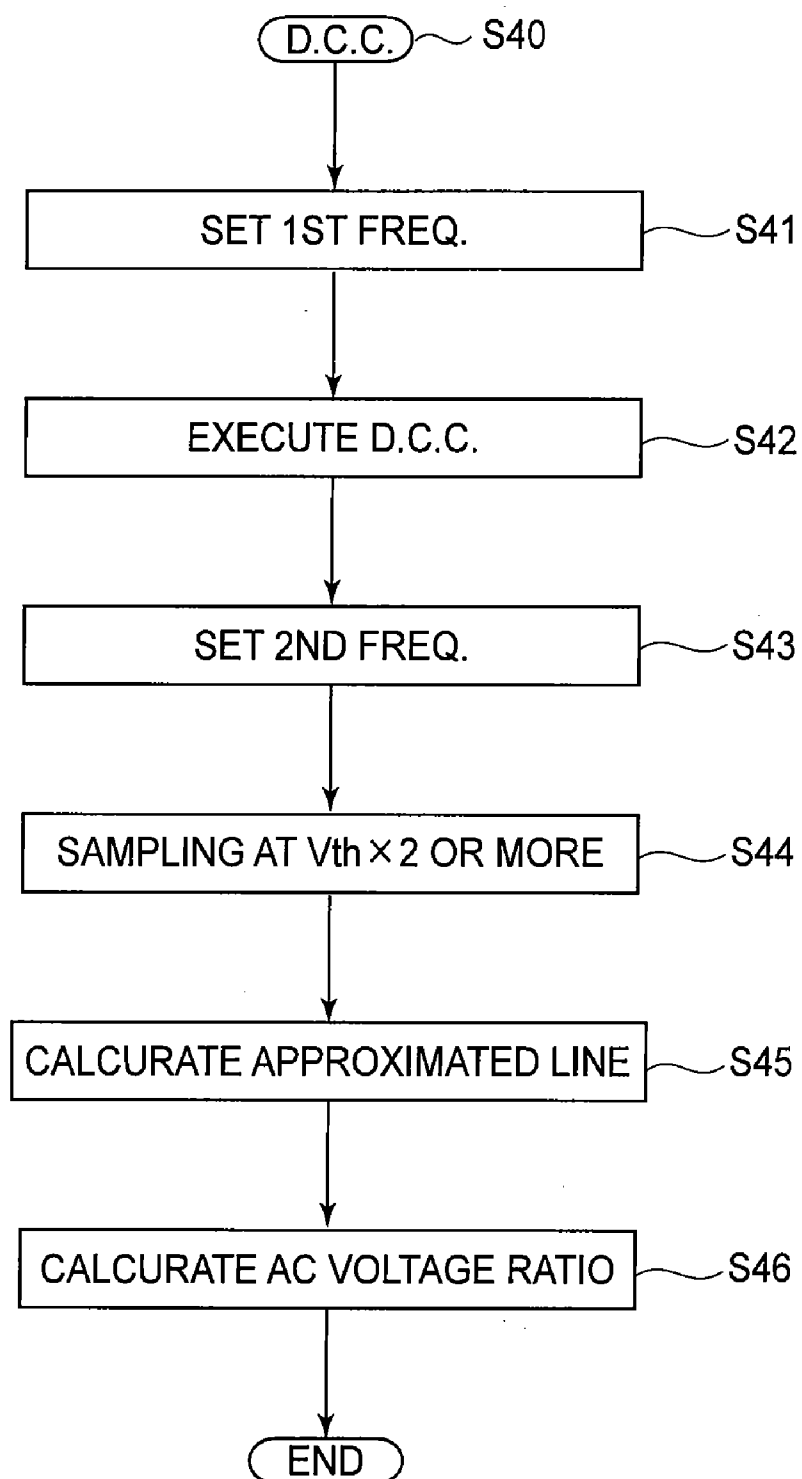 D.C.C. S40
SET 1ST FREQ. S41
EXECUTE D.C.C. S42
SET 2ND FREQ. S43
SAMPLING AT Vth × 2 OR MORE S44
CALCURATE APPROXIMATED LINE S45
CALCURATE AC VOLTAGE RATIO S46
END